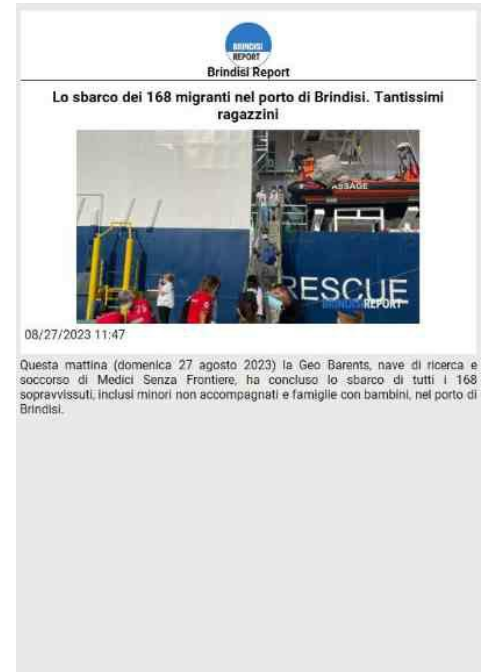 BRINDISI
REPORT
Brindisi Report
Lo sbarco dei 168 migranti nel porto di Brindisi. Tantissimi
ragazzini
PASSAGE
RESCUE
BRINDISIREPORT
08/27/2023 11:47
Questa mattina (domenica 27 agosto 2023) la Geo Barents, nave di ricerca e
soccorso di Medici Senza Frontiere, ha concluso lo sbarco di tutti i 168
sopravvissuti, inclusi minori non accompagnati e famiglie con bambini, nel porto di
Brindisi.